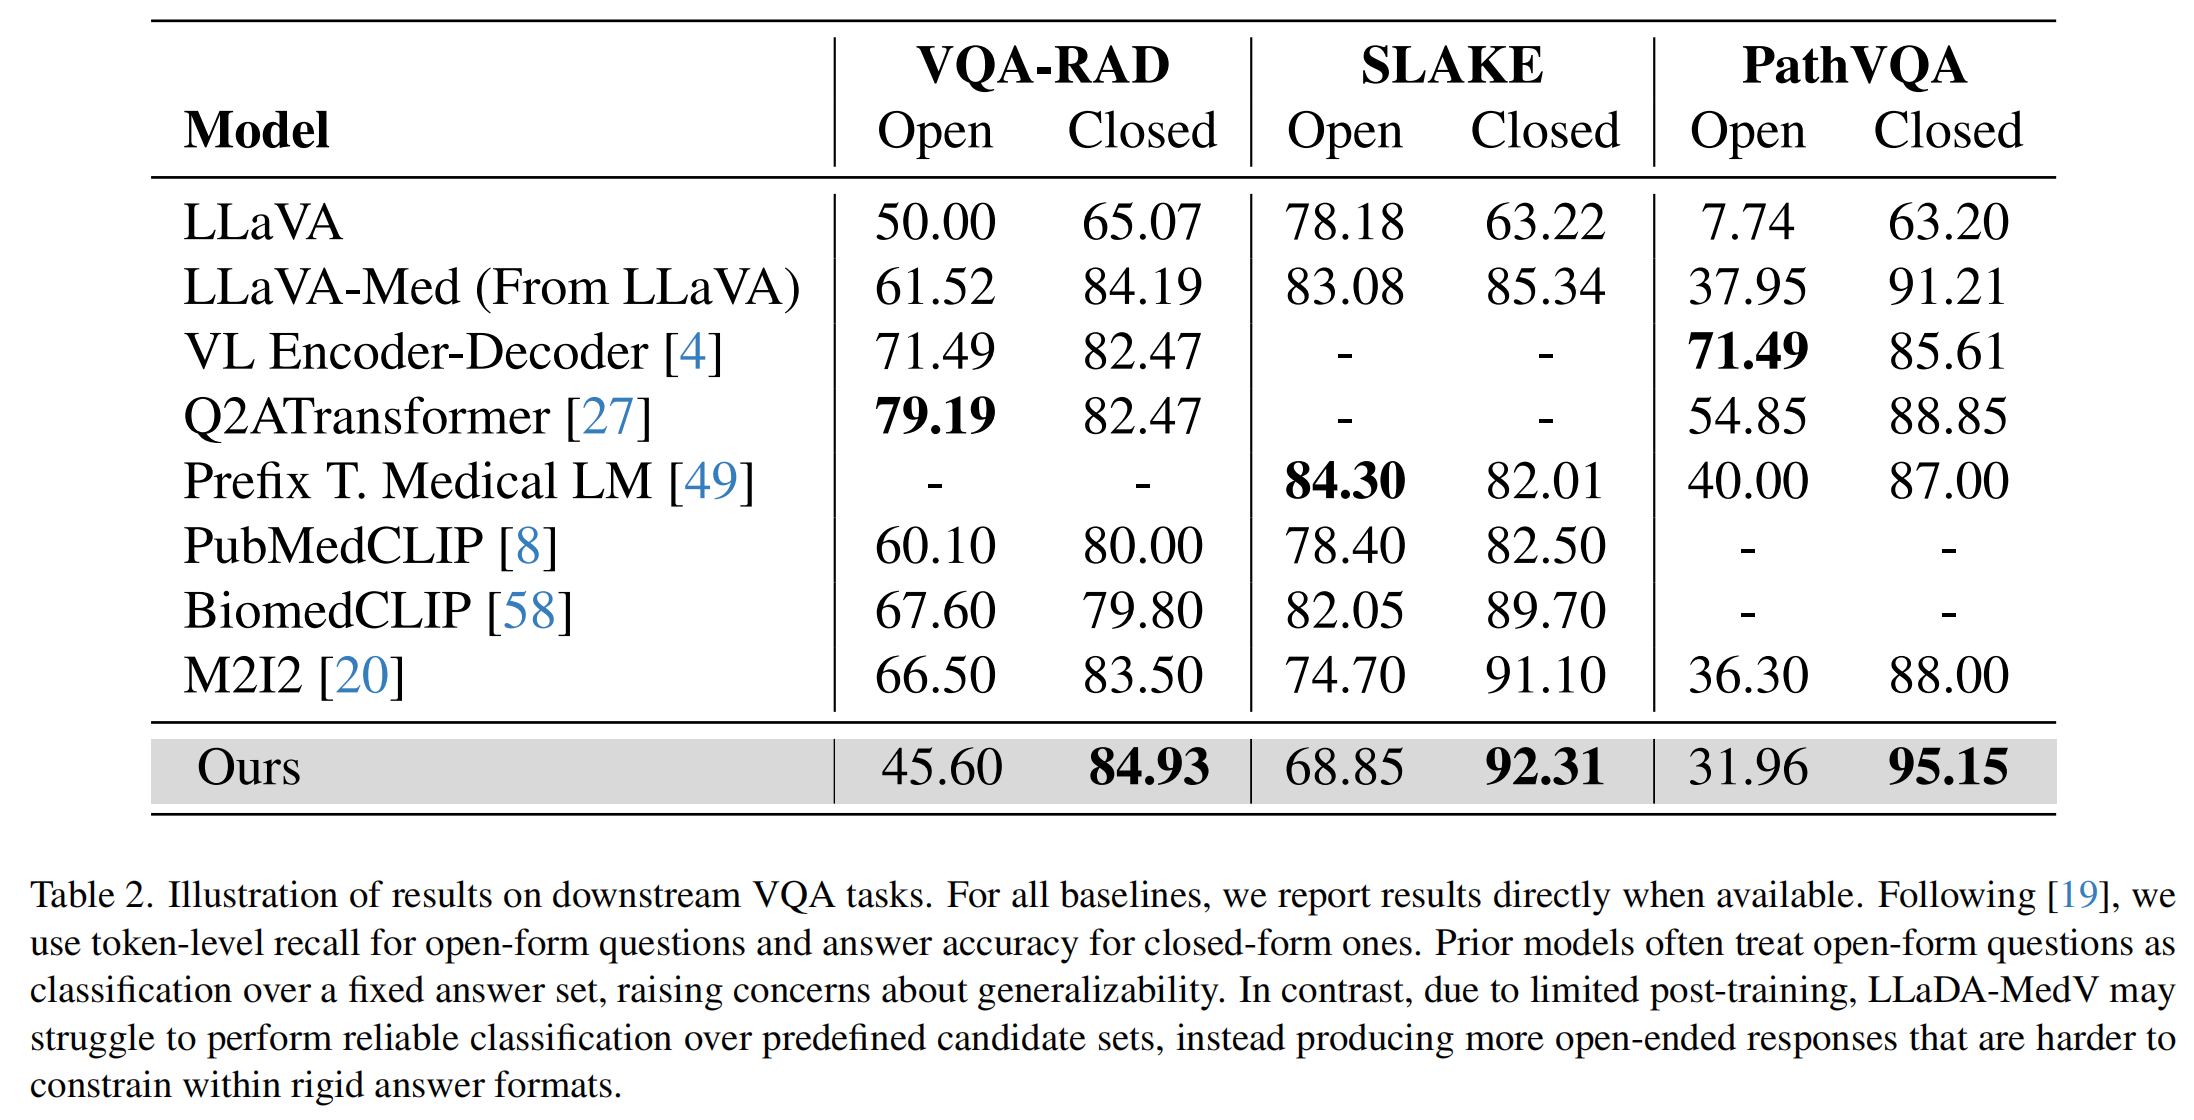 VQA-RAD SLAKE PathVQA
Model Open Closed Open Closed Open Closed
LLaVA 50.00 65.07 78.18 63.22 7.74 63.20
LLaVA-Med (From LLaVA) 61.52 84.19 83.08 85.34 37.95 91.21
VL Encoder-Decoder [4] 71.49 82.47 - - 71.49 85.61
Q2ATransformer [27] 79.19 82.47 - - 54.85 88.85
Prefix T. Medical LM [49] - - 84.30 82.01 40.00 87.00
PubMedCLIP [8] 60.10 80.00 78.40 82.50 - -
BiomedCLIP [58] 67.60 79.80 82.05 89.70 - -
M2I2 [20] 66.50 83.50 74.70 91.10 36.30 88.00
Ours 45.60 84.93 68.85 92.31 31.96 95.15
Table 2. Illustration of results on downstream VQA tasks. For all baselines, we report results directly when available. Following [19], we
use token-level recall for open-form questions and answer accuracy for closed-form ones. Prior models often treat open-form questions as
classification over a fixed answer set, raising concerns about generalizability. In contrast, due to limited post-training, LLaDA-MedV may
struggle to perform reliable classification over predefined candidate sets, instead producing more open-ended responses that are harder to
constrain within rigid answer formats.